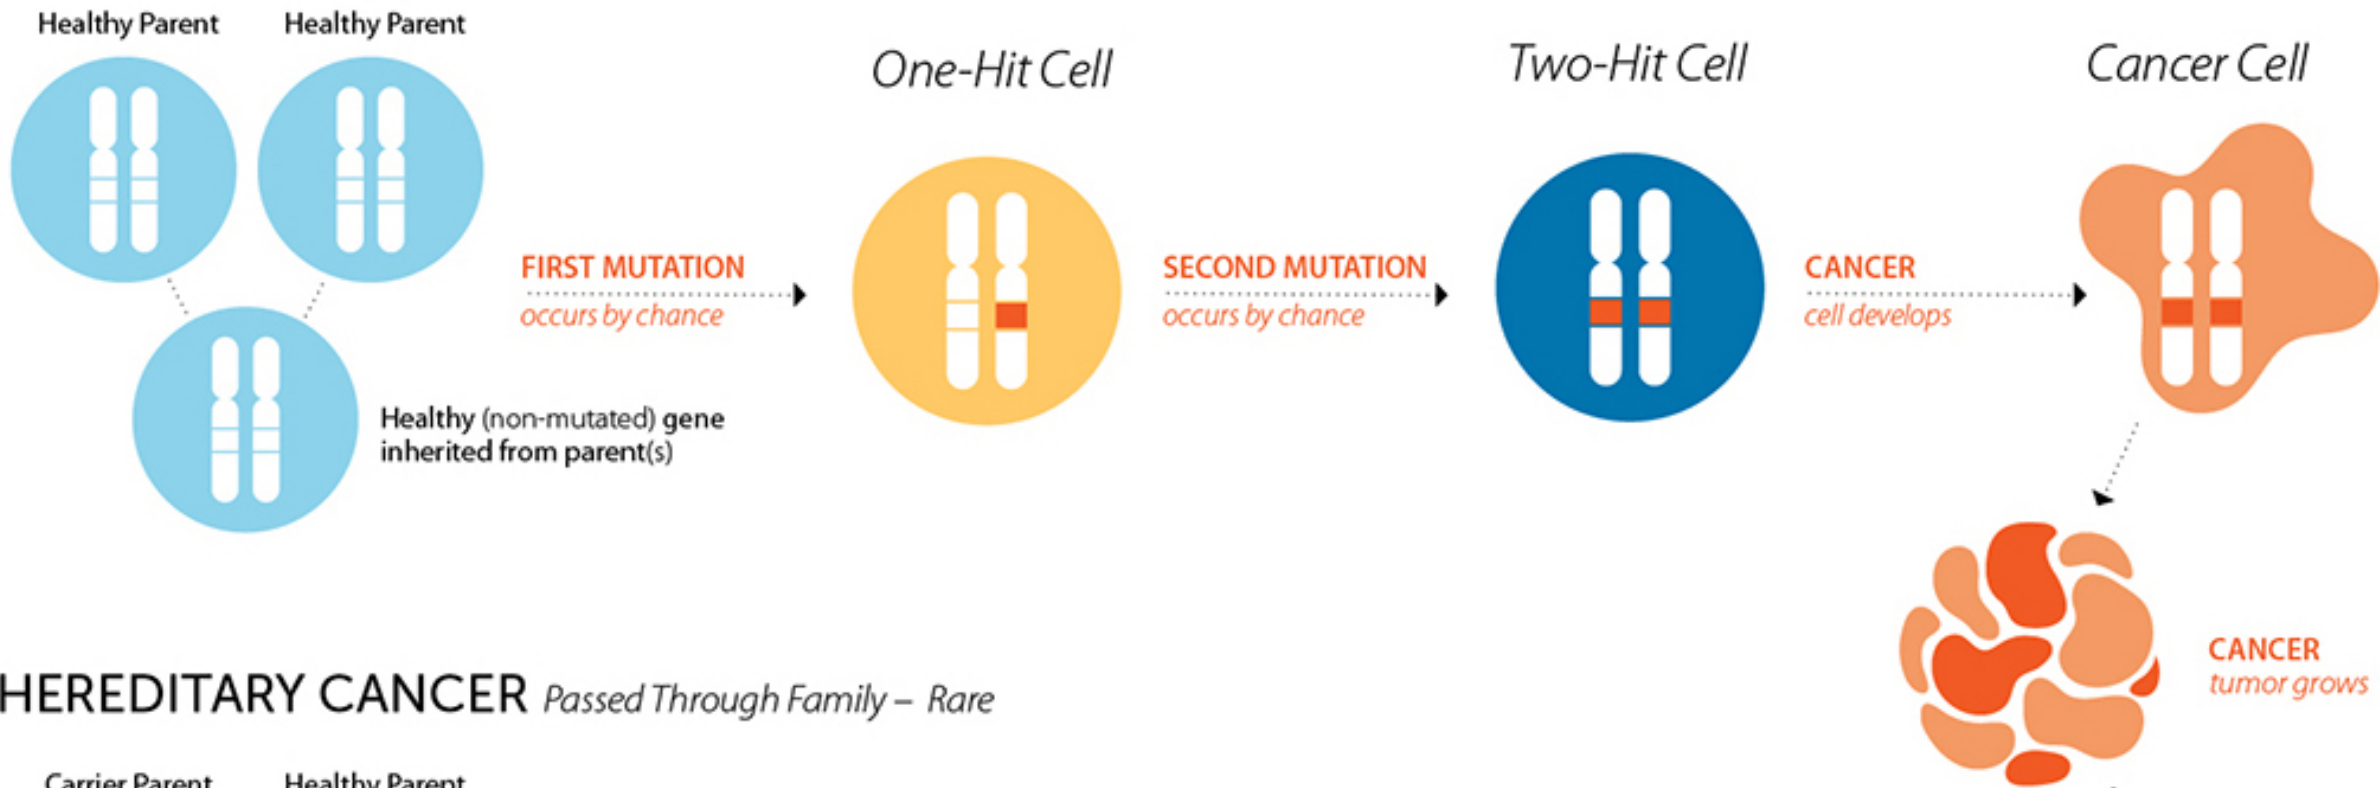 Healthy Parent
Healthy Parent
One-Hit Cell
Two-Hit Cell
Cancer Cell
FIRST MUTATION
occurs by chance
SECOND MUTATION
occurs by chance
CANCER
cell develops
Healthy (non-mutated) gene
inherited from parent(s)
CANCER
tumor grows
HEREDITARY CANCER Passed Through Family – Rare
Carrier Parent
Healthy Parent